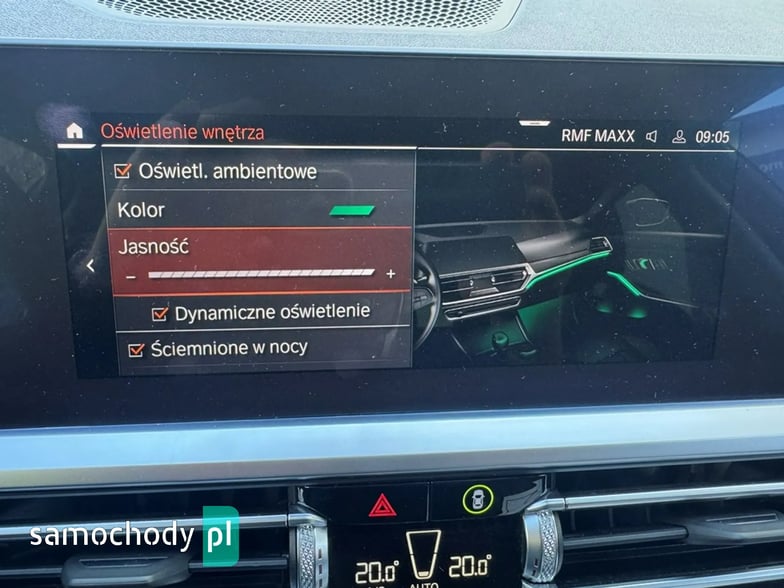 Oświetlenie wnętrza
RMF MAXX 09:05
Oświetl. ambientowe
Kolor
Jasność
- +
Dynamiczne oświetlenie
Ściemnione w nocy
samochody pl
20.0° 20.0°
AUTO